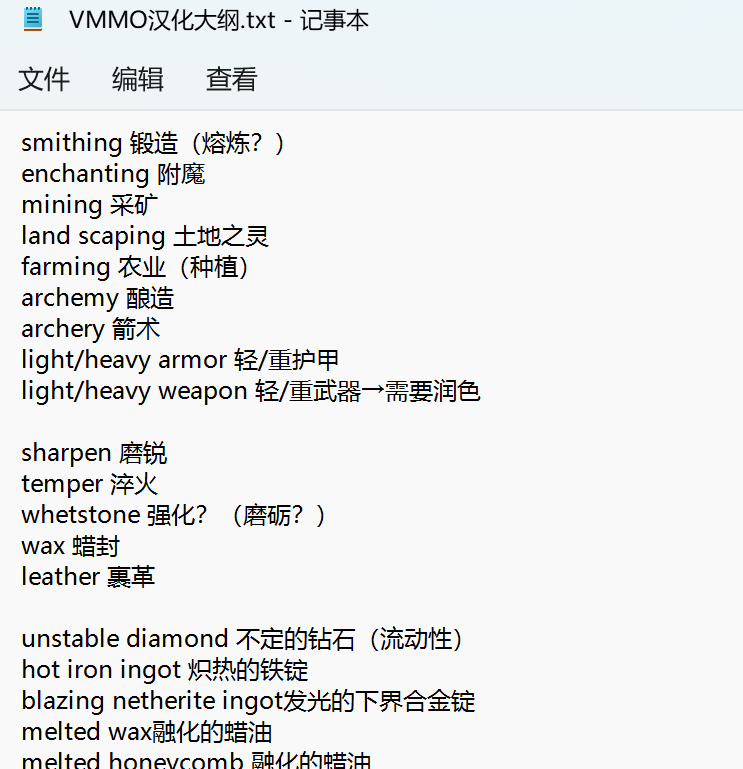 VMMO汉化大纲.txt - 记事本
文件 编辑 查看
smithing 锻造（熔炼？）
enchanting 附魔
mining 采矿
land scaping 土地之灵
farming 农业（种植）
archemy 酿造
archery 箭术
light/heavy armor 轻/重护甲
light/heavy weapon 轻/重武器→需要润色
sharpen 磨锐
temper 淬火
whetstone 强化？（磨砺？）
wax 蜡封
leather 裹革
unstable diamond 不定的钻石（流动性）
hot iron ingot 炽热的铁锭
blazing netherite ingot发光的下界合金锭
melted wax融化的蜡油
melted honeycomb 融化的蜡油